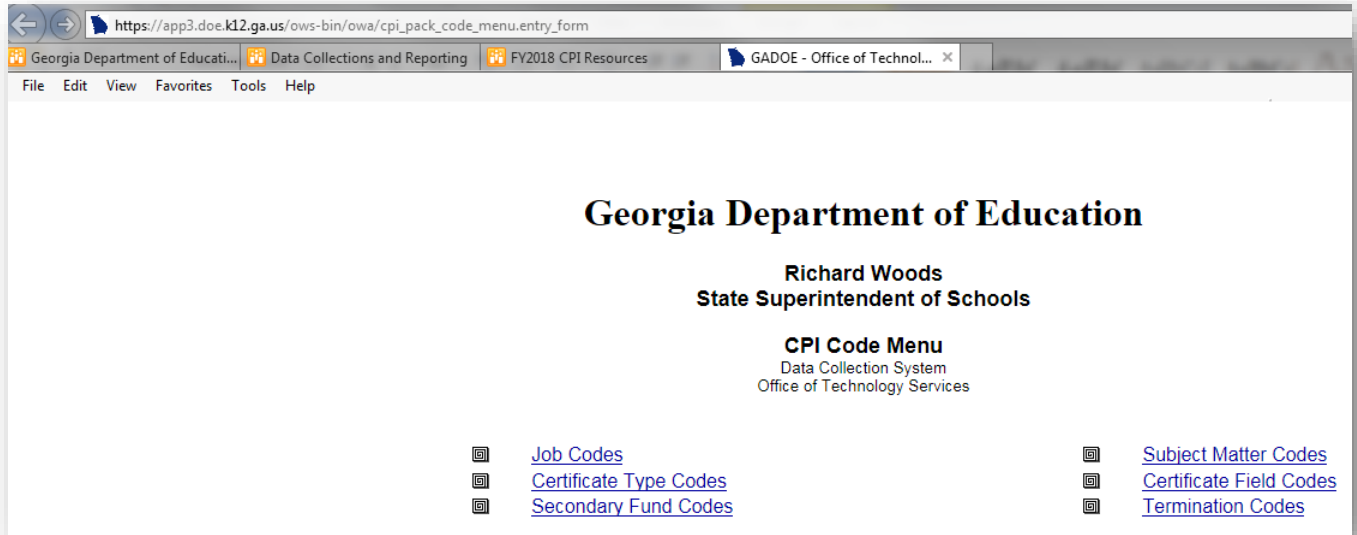 https://app3.doe.k12.ga.us/ows-bin/owa/cpi_pack_code_menu.entry_form
Georgia Department of Educati... Data Collections and Reporting FY2018 CPI Resources GADOE - Office of Technol...
File Edit View Favorites Tools Help
Georgia Department of Education
Richard Woods
State Superintendent of Schools
CPI Code Menu
Data Collection System
Office of Technology Services
Job Codes Subject Matter Codes
Certificate Type Codes Certificate Field Codes
Secondary Fund Codes Termination Codes